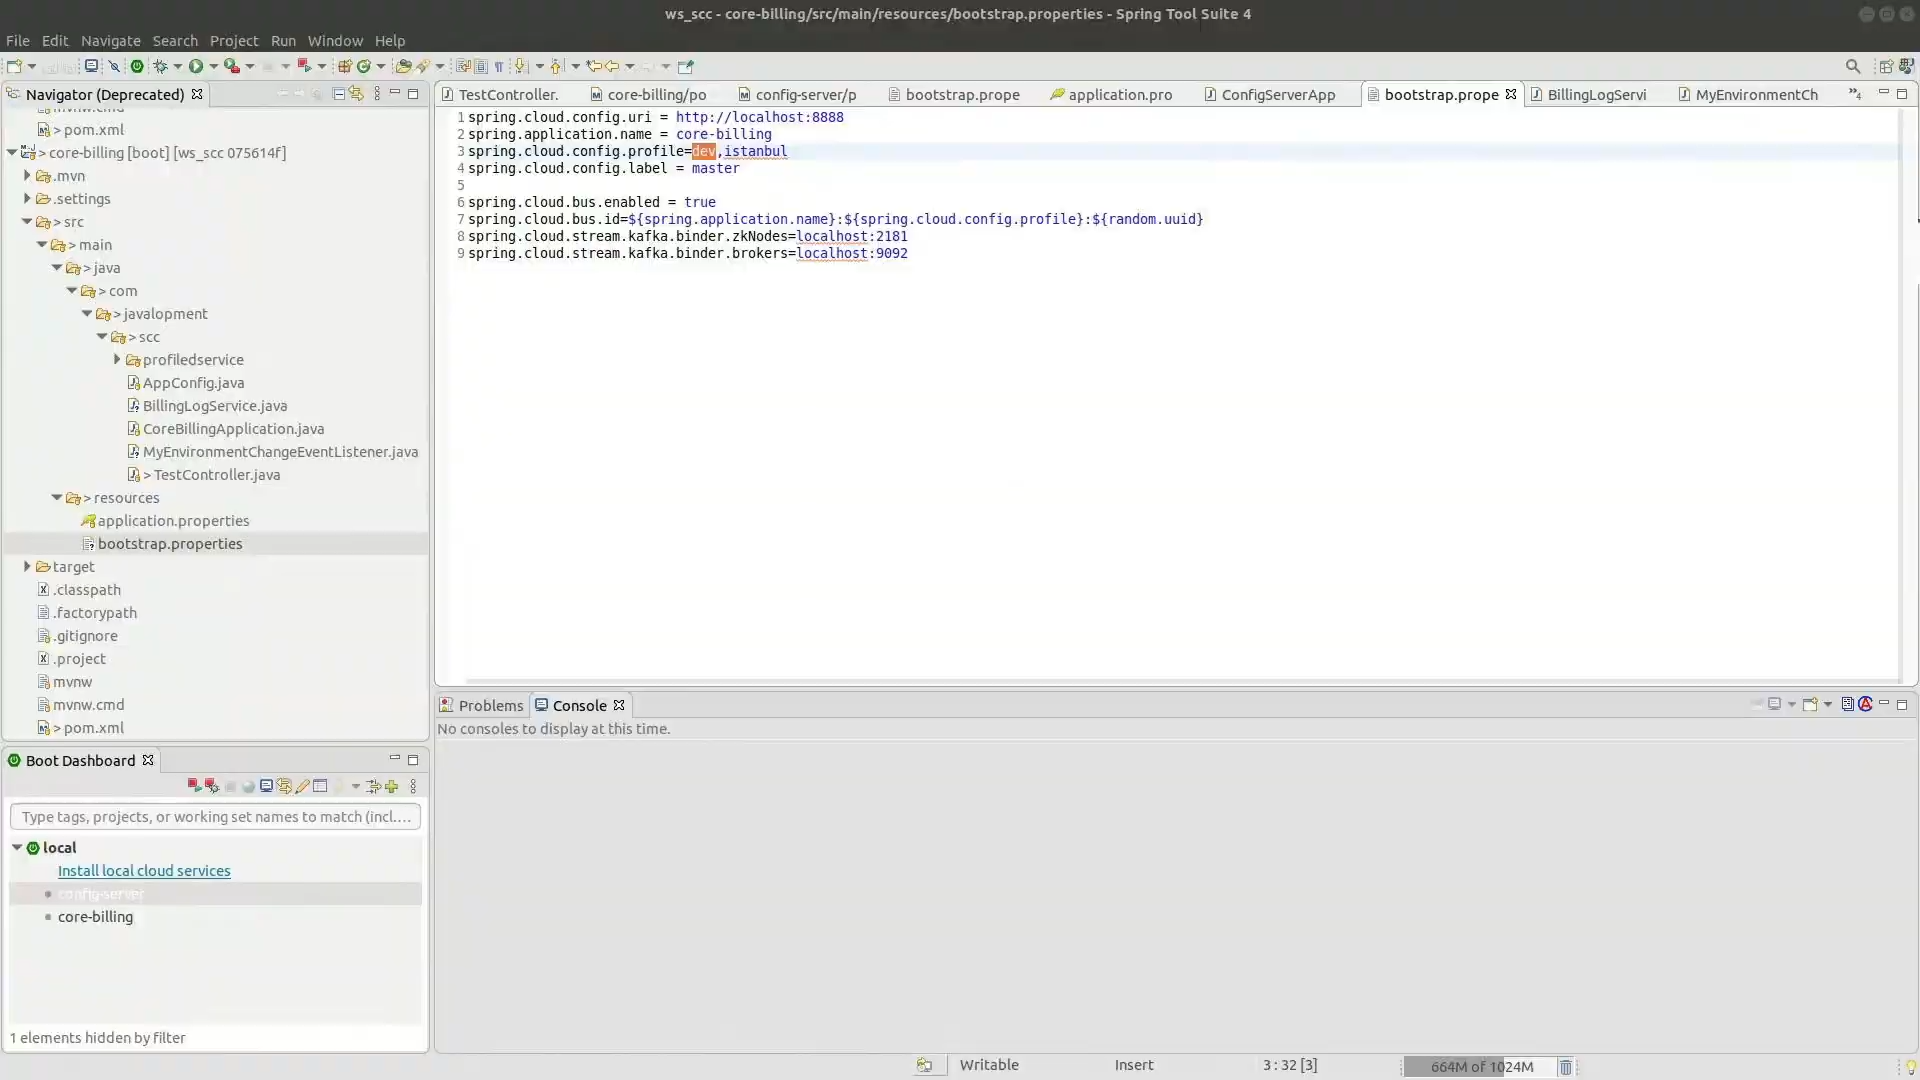 ws_scc - core-billing/src/main/resources/bootstrap.properties - Spring Tool Suite 4
File Edit Navigate Search Project Run Window Help
Navigator (Deprecated)
mvnw.cmd
> pom.xml
> core-billing [boot] [ws_scc 075614f]
.mvn
.settings
> src
> main
> java
> com
> javalopment
> scc
profiledservice
AppConfig.java
BillingLogService.java
CoreBillingApplication.java
MyEnvironmentChangeEventListener.java
> TestController.java
> resources
application.properties
bootstrap.properties
target
.classpath
.factorypath
.gitignore
.project
mvnw
mvnw.cmd
> pom.xml
Boot Dashboard
Type tags, projects, or working set names to match (incl....
local
Install local cloud services
config-server
core-billing
1 elements hidden by filter
TestController. core-billing/po config-server/p bootstrap.prope application.pro ConfigServerApp bootstrap.prope BillingLogServi MyEnvironmentCh »4
1 spring.cloud.config.uri = http://localhost:8888
2 spring.application.name = core-billing
3 spring.cloud.config.profile=dev,istanbul
4 spring.cloud.config.label = master
5
6 spring.cloud.bus.enabled = true
7 spring.cloud.bus.id=${spring.application.name}:${spring.cloud.config.profile}:${random.uuid}
8 spring.cloud.stream.kafka.binder.zkNodes=localhost:2181
9 spring.cloud.stream.kafka.binder.brokers=localhost:9092
Problems Console
No consoles to display at this time.
Writable Insert 3 : 32 [3] 664M of 1024M